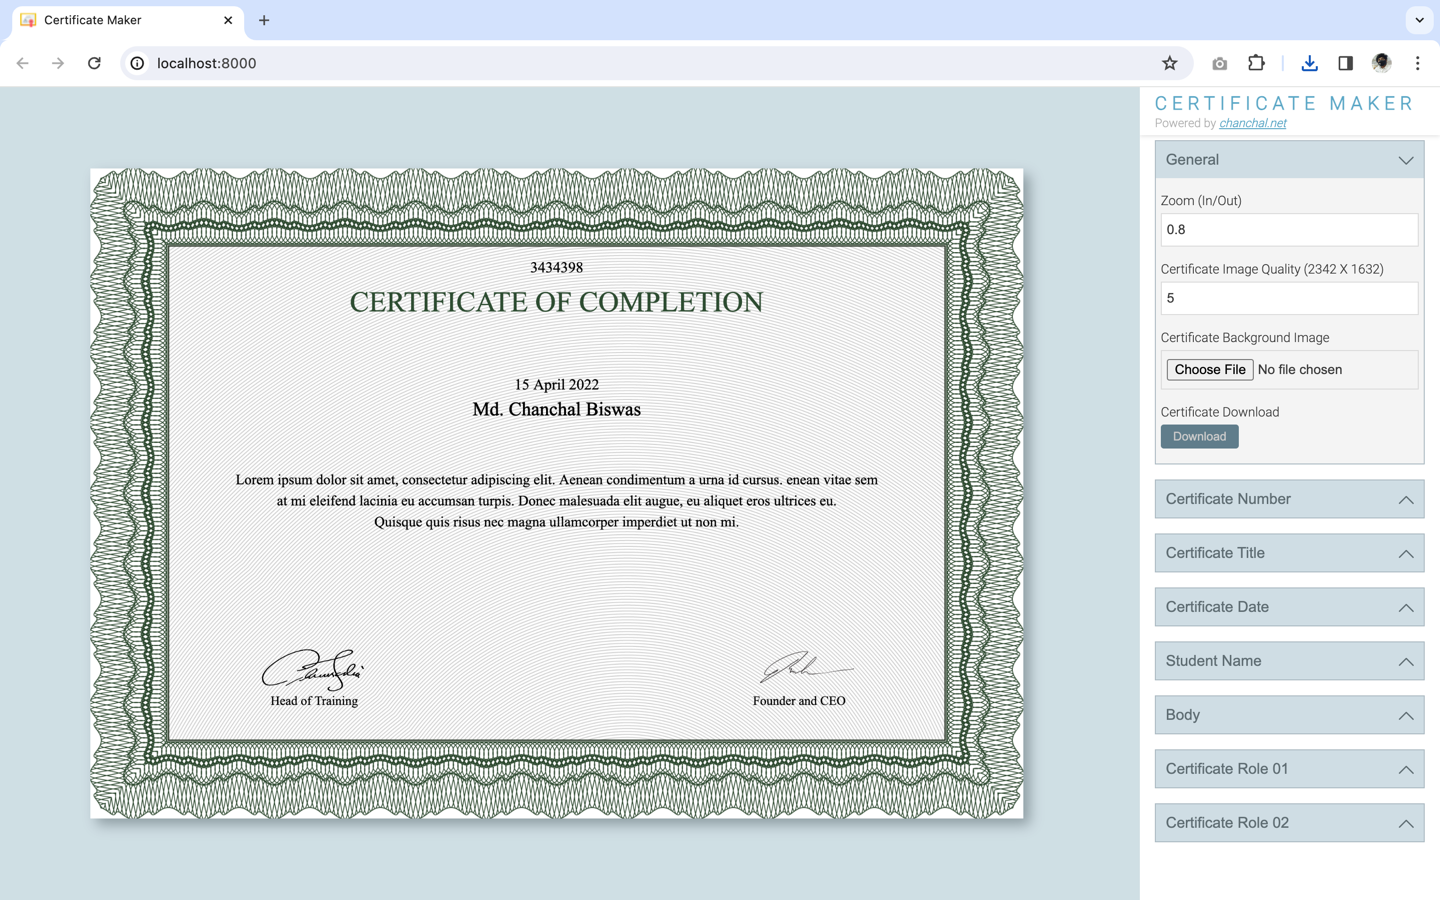 Certificate Maker
localhost:8000
3434398
CERTIFICATE OF COMPLETION
15 April 2022
Md. Chanchal Biswas
Lorem ipsum dolor sit amet, consectetur adipiscing elit. Aenean condimentum a urna id cursus. enean vitae sem
at mi eleifend lacinia eu accumsan turpis. Donec malesuada elit augue, eu aliquet eros ultrices eu.
Quisque quis risus nec magna ullamcorper imperdiet ut non mi.
Head of Training
Founder and CEO
CERTIFICATE MAKER
Powered by chanchal.net
General
Zoom (In/Out)
0.8
Certificate Image Quality (2342 X 1632)
5
Certificate Background Image
Choose File No file chosen
Certificate Download
Download
Certificate Number
Certificate Title
Certificate Date
Student Name
Body
Certificate Role 01
Certificate Role 02